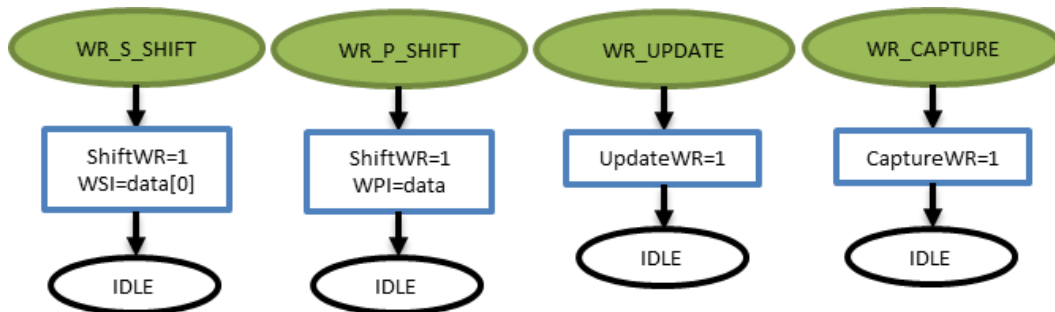 WR_S_SHIFT
ShiftWR=1
WSI=data[0]
IDLE
WR_P_SHIFT
ShiftWR=1
WPI=data
IDLE
WR_UPDATE
UpdateWR=1
IDLE
WR_CAPTURE
CaptureWR=1
IDLE